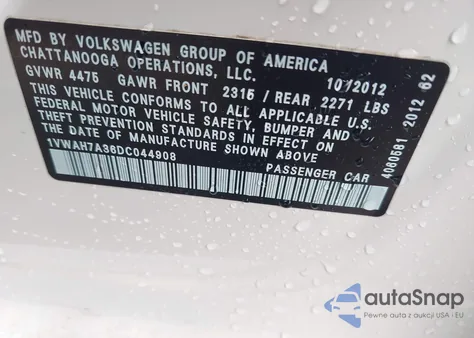 MFD BY VOLKSWAGEN GROUP OF AMERICA
CHATTANOOGA OPERATIONS, LLC. 10/2012
GVWR 4475 GAWR FRONT 2315 / REAR 2271 LBS
THIS VEHICLE CONFORMS TO ALL APPLICABLE U.S.
FEDERAL MOTOR VEHICLE SAFETY, BUMPER AND
THEFT PREVENTION STANDARDS IN EFFECT ON
THE DATE OF MANUFACTURE SHOWN ABOVE
1VWAH7A36DC044908 PASSENGER CAR
4080581 2012 62
autoSnap
Pewne auta z aukcji USA i EU